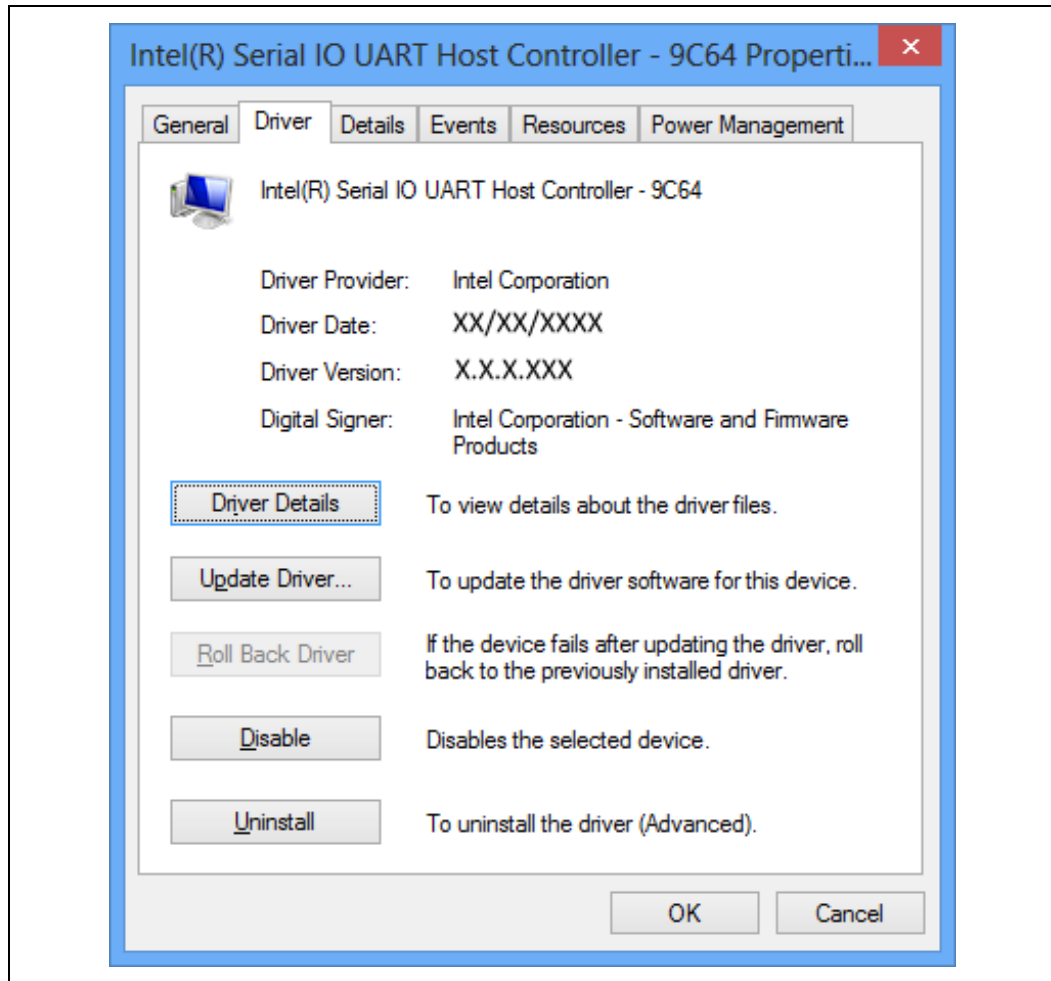 Intel(R) Serial IO UART Host Controller - 9C64 Properti...
General Driver Details Events Resources Power Management
Intel(R) Serial IO UART Host Controller - 9C64
Driver Provider: Intel Corporation
Driver Date: XX/XX/XXXX
Driver Version: X.X.X.XXX
Digital Signer: Intel Corporation - Software and Firmware
Products
Driver Details To view details about the driver files.
Update Driver... To update the driver software for this device.
Roll Back Driver If the device fails after updating the driver, roll
back to the previously installed driver.
Disable Disables the selected device.
Uninstall To uninstall the driver (Advanced).
OK Cancel